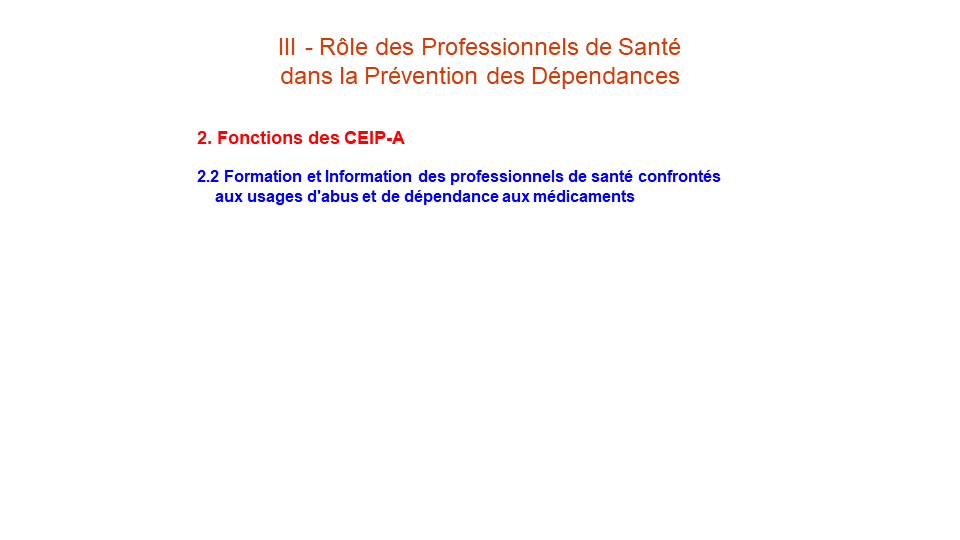 III - Rôle des Professionnels de Santé
dans la Prévention des Dépendances
2. Fonctions des CEIP-A
2.2 Formation et Information des professionnels de santé confrontés
aux usages d'abus et de dépendance aux médicaments